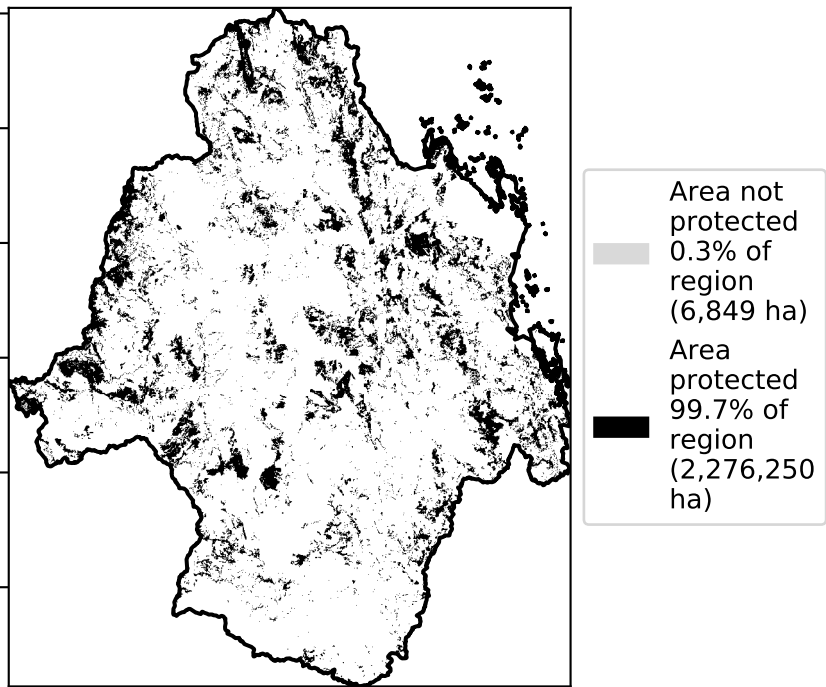 Area not
protected
0.3% of
region
(6,849 ha)
Area
protected
99.7% of
region
(2,276,250
ha)